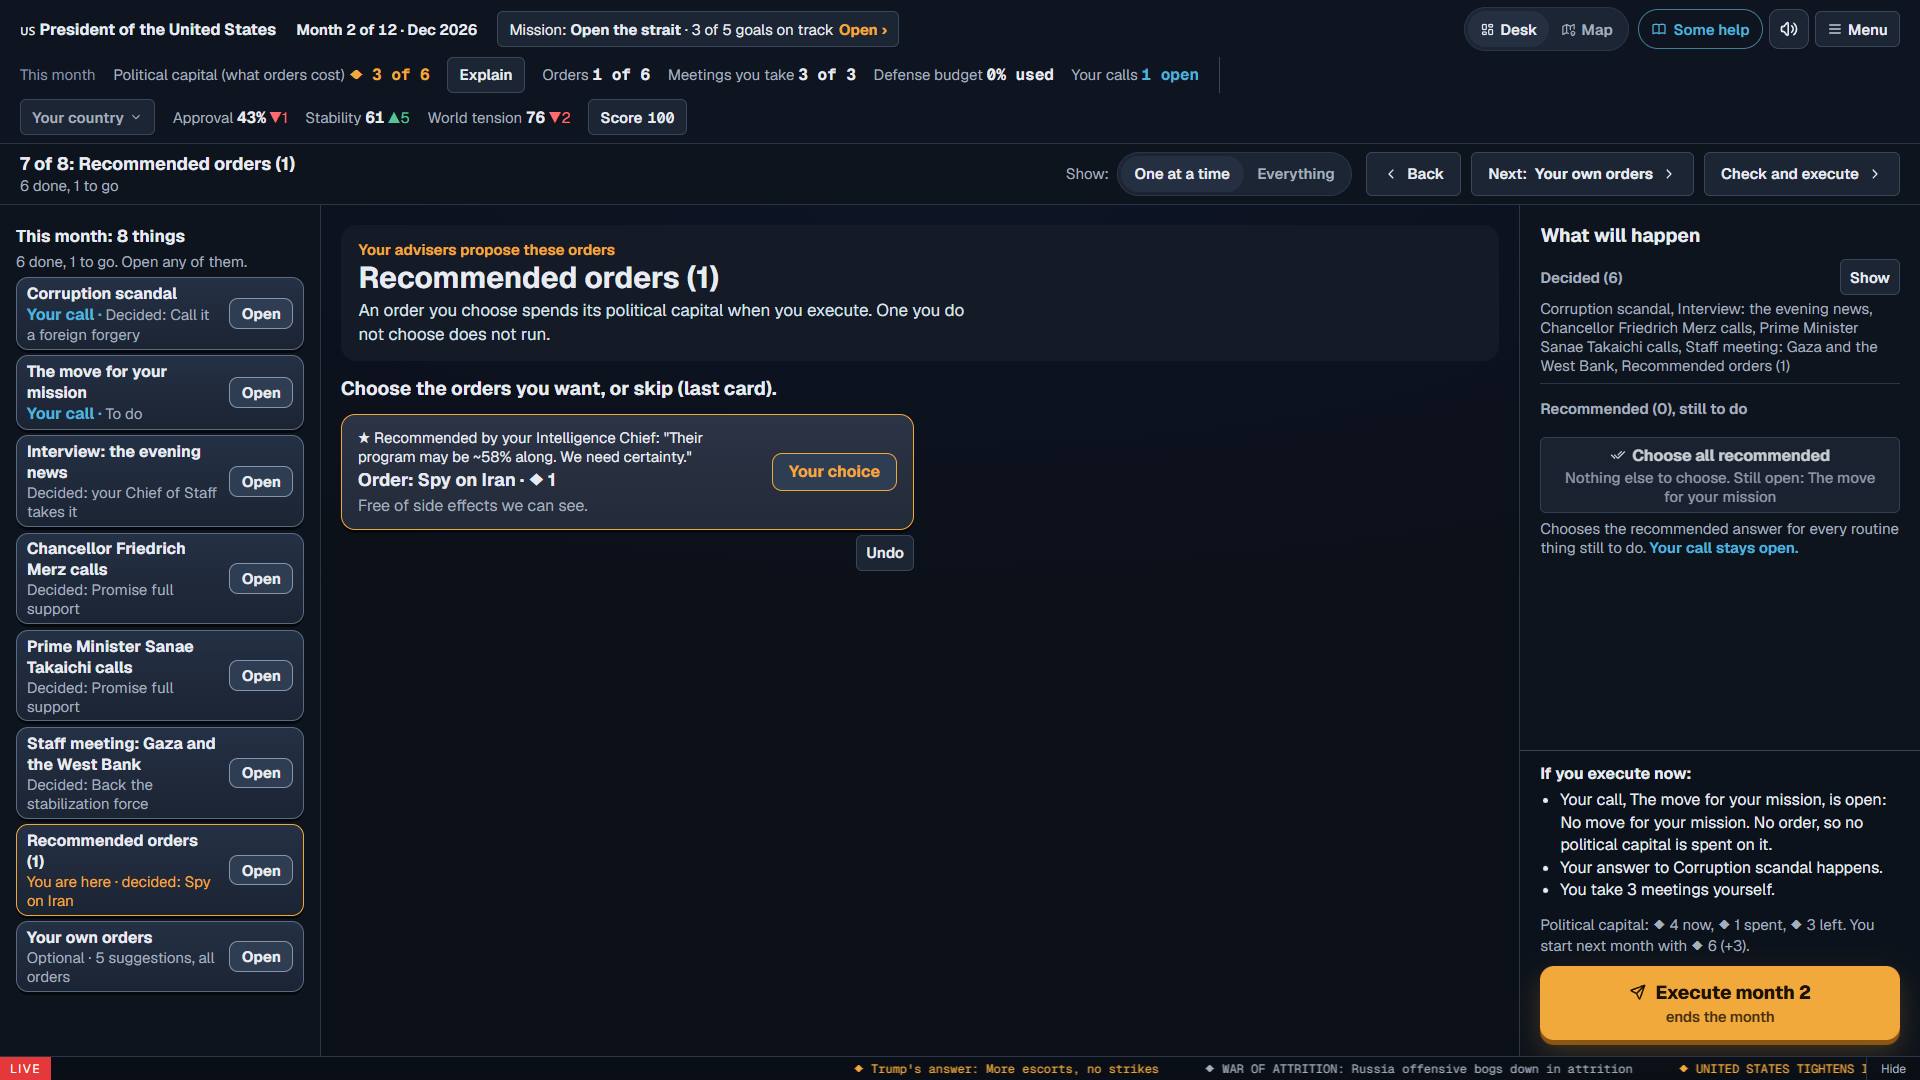 US President of the United States
Month 2 of 12 · Dec 2026
Mission: Open the strait · 3 of 5 goals on track Open ›
Desk
Map
Some help
Menu
This month
Political capital (what orders cost) ◆ 3 of 6
Explain
Orders 1 of 6
Meetings you take 3 of 3
Defense budget 0% used
Your calls 1 open
Your country
Approval 43% ▼1
Stability 61 ▲5
World tension 76 ▼2
Score 100
7 of 8: Recommended orders (1)
6 done, 1 to go
Show:
One at a time
Everything
‹ Back
Next: Your own orders ›
Check and execute ›
This month: 8 things
6 done, 1 to go. Open any of them.
Corruption scandal
Your call · Decided: Call it
a foreign forgery
Open
The move for your
mission
Your call · To do
Open
Interview: the evening
news
Decided: your Chief of Staff
takes it
Open
Chancellor Friedrich
Merz calls
Decided: Promise full
support
Open
Prime Minister Sanae
Takaichi calls
Decided: Promise full
support
Open
Staff meeting: Gaza and
the West Bank
Decided: Back the
stabilization force
Open
Recommended orders
(1)
You are here · decided: Spy
on Iran
Open
Your own orders
Optional · 5 suggestions, all
orders
Open
Your advisers propose these orders
Recommended orders (1)
An order you choose spends its political capital when you execute. One you do
not choose does not run.
Choose the orders you want, or skip (last card).
★ Recommended by your Intelligence Chief: "Their
program may be ~58% along. We need certainty."
Order: Spy on Iran · ◆ 1
Free of side effects we can see.
Your choice
Undo
What will happen
Decided (6)
Show
Corruption scandal, Interview: the evening news,
Chancellor Friedrich Merz calls, Prime Minister
Sanae Takaichi calls, Staff meeting: Gaza and the
West Bank, Recommended orders (1)
Recommended (0), still to do
Choose all recommended
Nothing else to choose. Still open: The move
for your mission
Chooses the recommended answer for every routine
thing still to do. Your call stays open.
If you execute now:
• Your call, The move for your mission, is open:
No move for your mission. No order, so no
political capital is spent on it.
• Your answer to Corruption scandal happens.
• You take 3 meetings yourself.
Political capital: ◆ 4 now, ◆ 1 spent, ◆ 3 left. You
start next month with ◆ 6 (+3).
Execute month 2
ends the month
LIVE
◆ Trump's answer: More escorts, no strikes
◆ WAR OF ATTRITION: Russia offensive bogs down in attrition
◆ UNITED STATES TIGHTENS
Hide